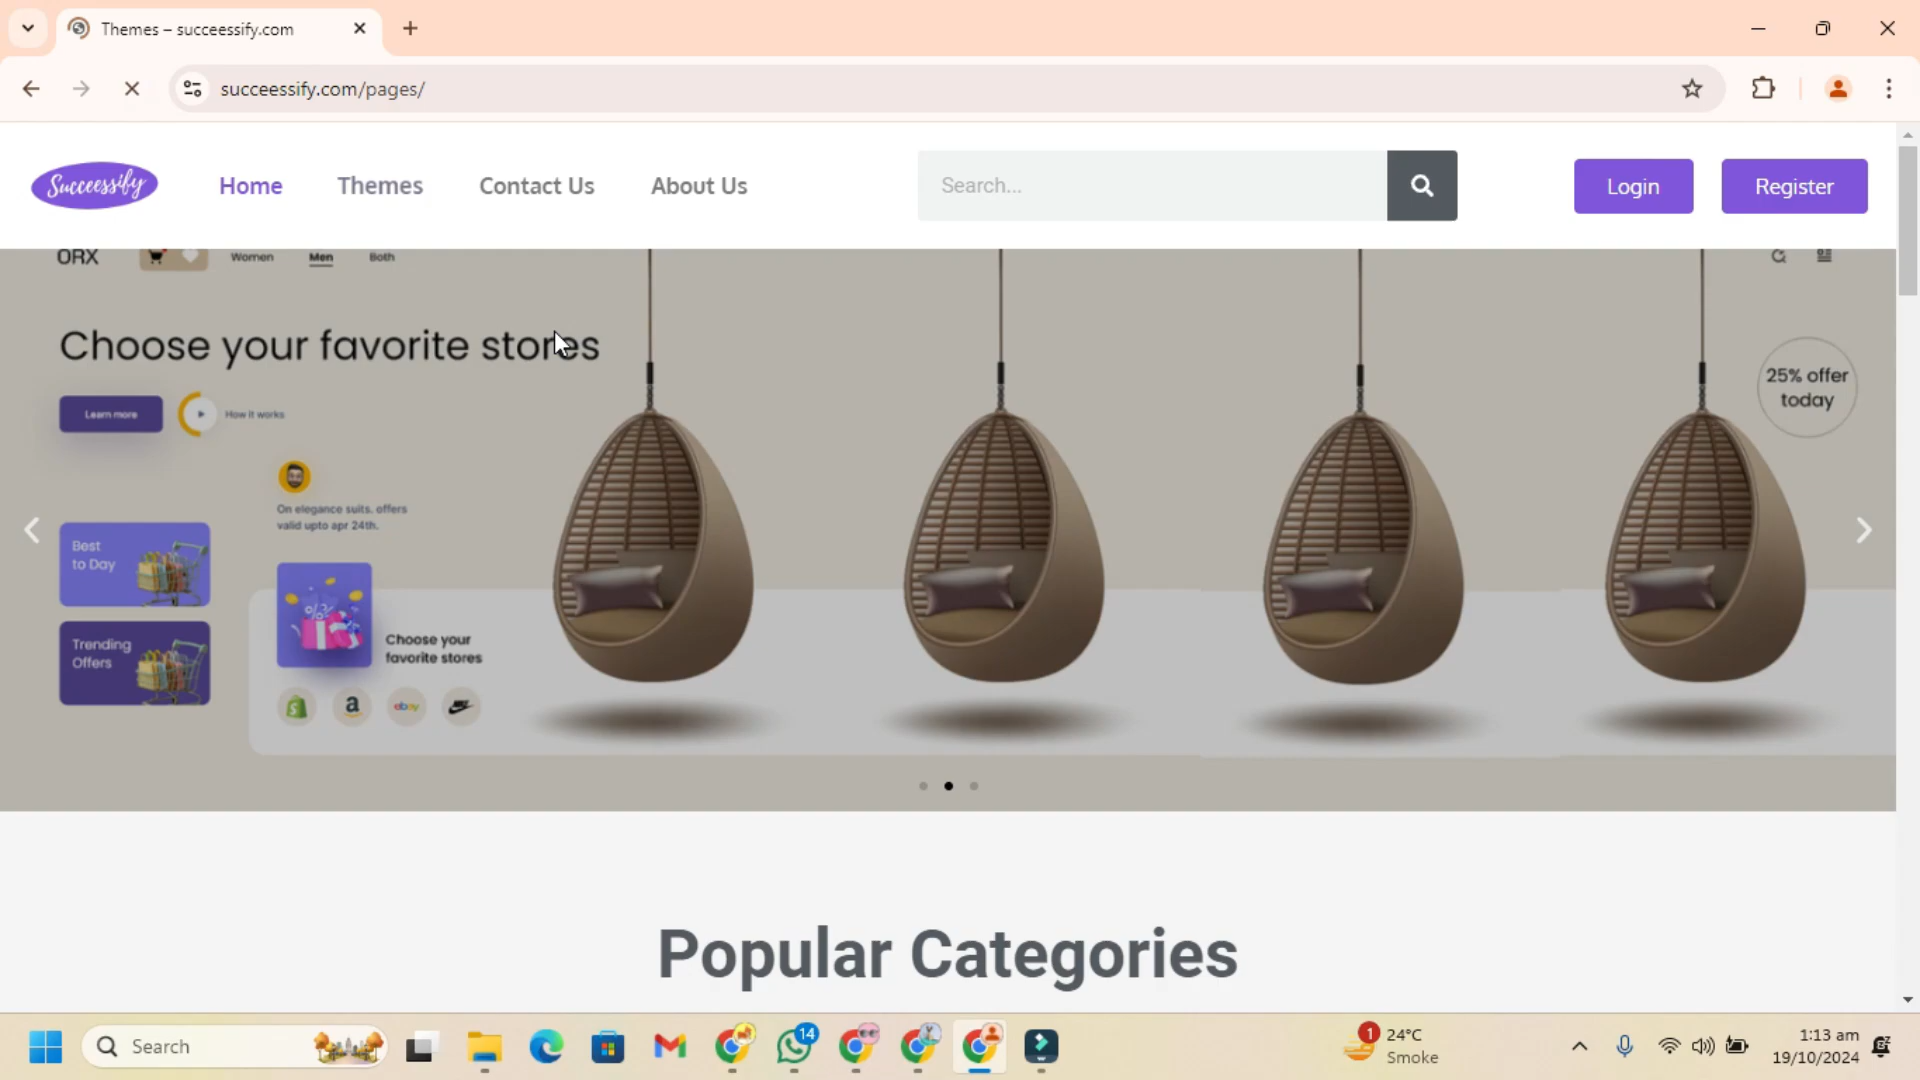 Themes – succeessify.com
succeessify.com/pages/
Succeessify
Home
Themes
Contact Us
About Us
Search...
Login
Register
ORX
Women
Men
Both
Choose your favorite stores
25% offer
today
Learn more
How it works
On elegance suits, offers
valid upto apr 24th.
Best
to Day
Trending
Offers
%
Choose your
favorite stores
a
ebay
Popular Categories
Search
14
1
24°C
Smoke
1:13 am
19/10/2024